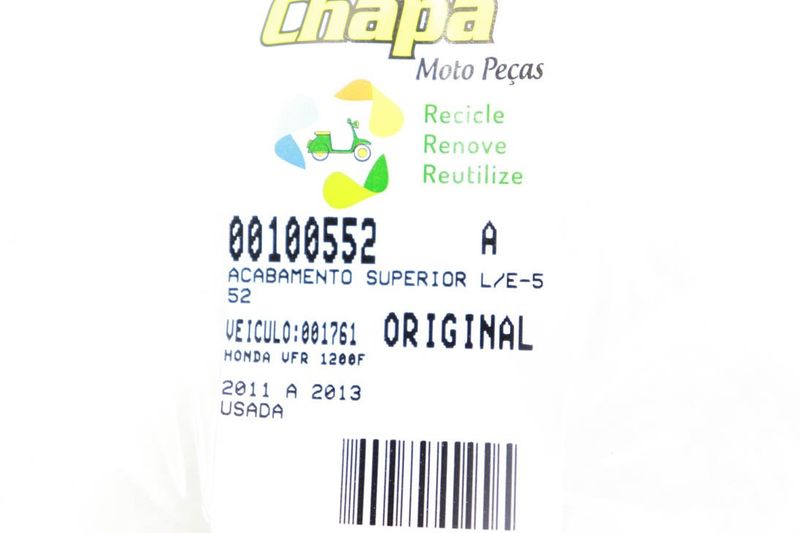 Chapa
Moto Peças
Recicle
Renove
Reutilize
00100552 A
ACABAMENTO SUPERIOR L/E-5
52
VEICULO:001761 ORIGINAL
HONDA VFR 1200F
2011 A 2013
USADA